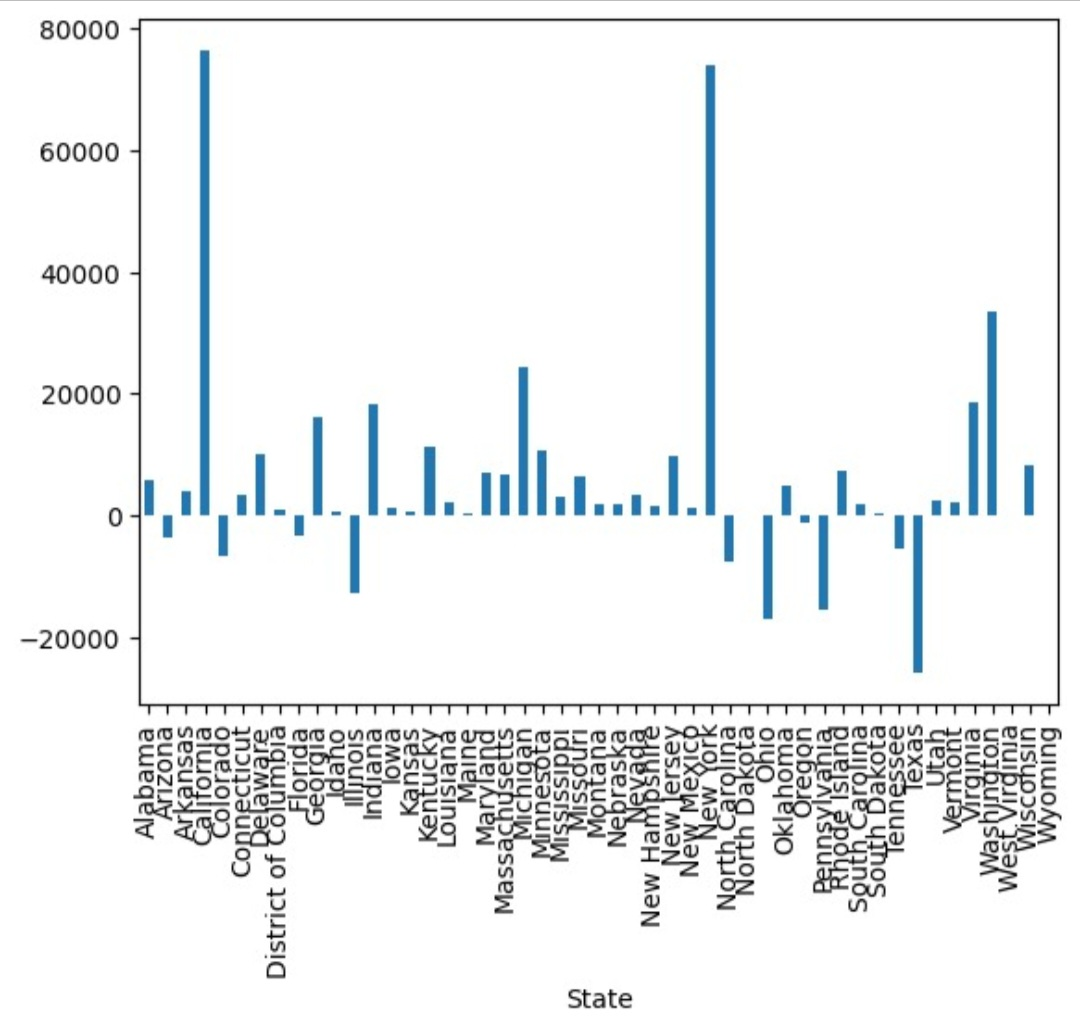 80000
60000
40000
20000
0
−20000
Alabama
Arizona
Arkansas
California
Colorado
Connecticut
Delaware
District of Columbia
Florida
Georgia
Idaho
Illinois
Indiana
Iowa
Kansas
Kentucky
Louisiana
Maine
Maryland
Massachusetts
Michigan
Minnesota
Mississippi
Missouri
Montana
Nebraska
Nevada
New Hampshire
New Jersey
New Mexico
New York
North Carolina
North Dakota
Ohio
Oklahoma
Oregon
Pennsylvania
Rhode Island
South Carolina
South Dakota
Tennessee
Texas
Utah
Vermont
Virginia
Washington
West Virginia
Wisconsin
Wyoming
State